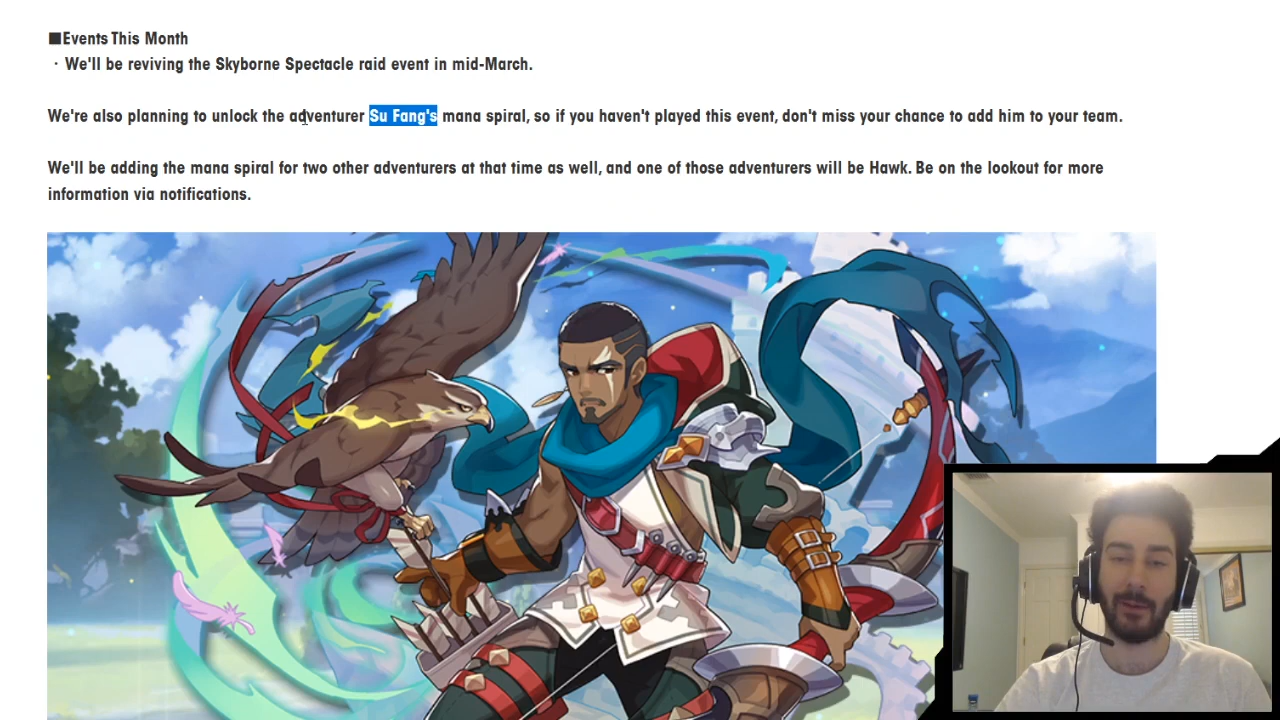 ■Events This Month
・We'll be reviving the Skyborne Spectacle raid event in mid-March.
We're also planning to unlock the adventurer Su Fang's mana spiral, so if you haven't played this event, don't miss your chance to add him to your team.
We'll be adding the mana spiral for two other adventurers at that time as well, and one of those adventurers will be Hawk. Be on the lookout for more
information via notifications.